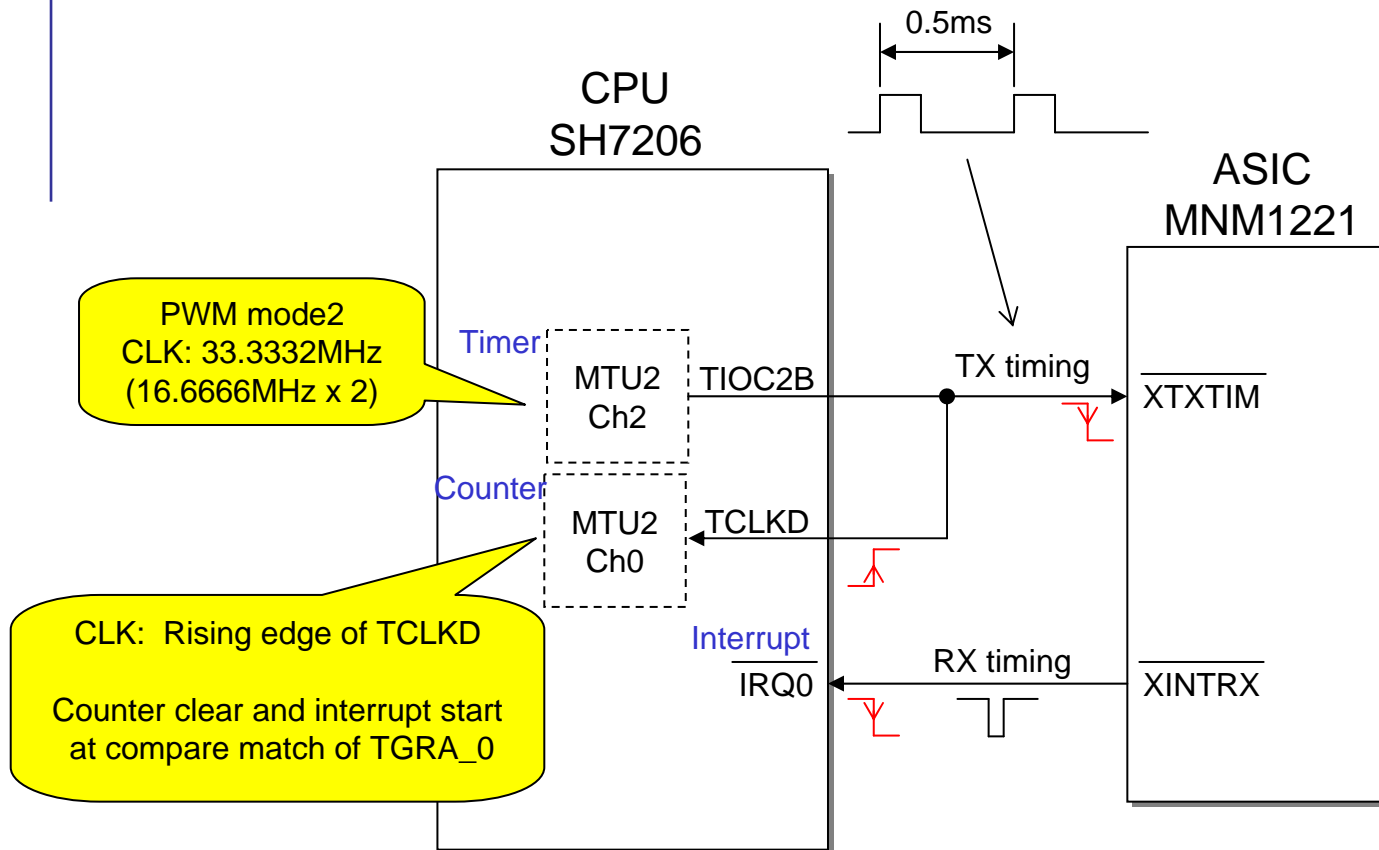 0.5ms
CPU
SH7206
ASIC
MNM1221
PWM mode2
CLK: 33.3332MHz
(16.6666MHz x 2)
Timer
MTU2
Ch2
TIOC2B
TX timing
XTXTIM
Counter
MTU2
Ch0
TCLKD
CLK: Rising edge of TCLKD
Counter clear and interrupt start
at compare match of TGRA_0
Interrupt
IRQ0
RX timing
XINTRX